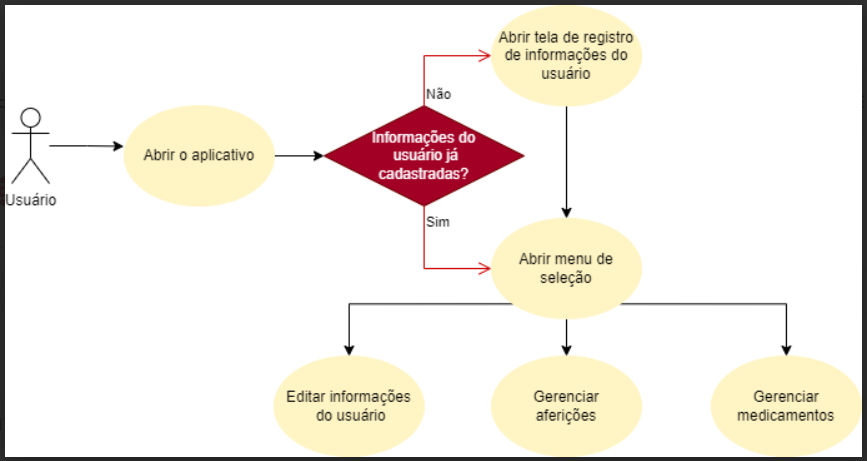 Usuário
Abrir o aplicativo
Informações do
usuário já
cadastradas?
Não
Abrir tela de registro
de informações do
usuário
Sim
Abrir menu de
seleção
Editar informações
do usuário
Gerenciar
aferições
Gerenciar
medicamentos